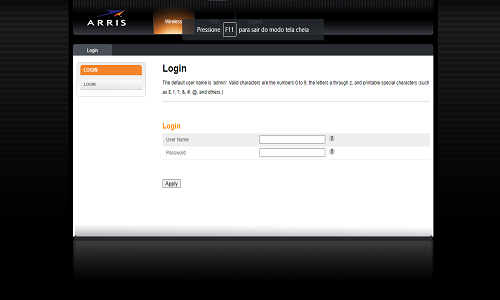 ARRIS
Wireless
Pressione F11 para sair do modo tela cheia
Login
LOGIN
LOGIN
Login
The default user name is 'admin'. Valid characters are the numbers 0 to 9, the letters a through z, and printable special characters (such
as $, !, ?, &, #, @, and others.)
Login
User Name
Password
Apply